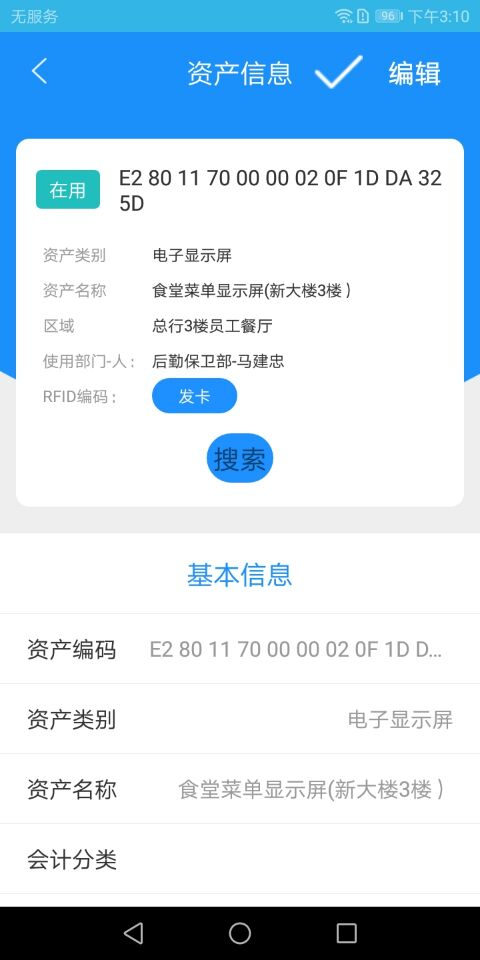 无服务 96 下午3:10
资产信息 编辑
在用 E2 80 11 70 00 00 02 0F 1D DA 32
5D
资产类别 电子显示屏
资产名称 食堂菜单显示屏(新大楼3楼）
区域 总行3楼员工餐厅
使用部门-人： 后勤保卫部-马建忠
RFID编码： 发卡
搜索
基本信息
资产编码 E2 80 11 70 00 00 02 0F 1D D...
资产类别 电子显示屏
资产名称 食堂菜单显示屏(新大楼3楼）
会计分类